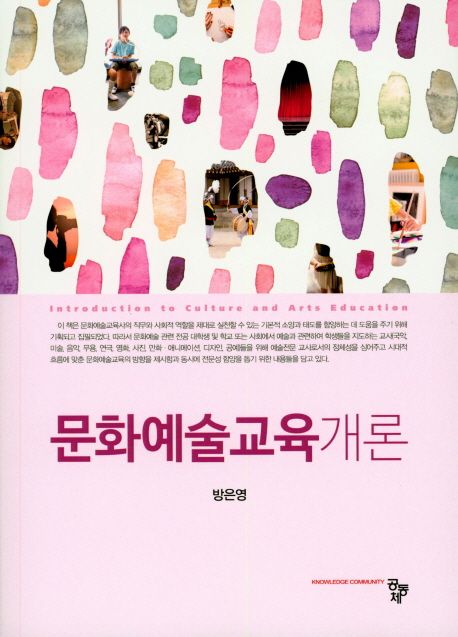 Introduction to Culture and Arts Education
이 책은 문화예술교육사의 직무와 사회적 역할을 제대로 실천할 수 있는 기본적 소양과 태도를 함양하는 데 도움을 주기 위해
기획되고 집필되었다. 따라서 문화예술 관련 전공 대학생 및 학교 또는 사회에서 예술과 관련하여 학생들을 지도하는 교사(국악,
미술, 음악, 무용, 연극, 영화, 사진, 만화·애니메이션, 디자인, 공예)들을 위해 예술전문 교사로서의 정체성을 심어주고 시대적
흐름에 맞춘 문화예술교육의 방향을 제시함과 동시에 전문성 함양을 돕기 위한 내용들을 담고 있다.
문화예술교육개론
방은영
KNOWLEDGE COMMUNITY 공동체